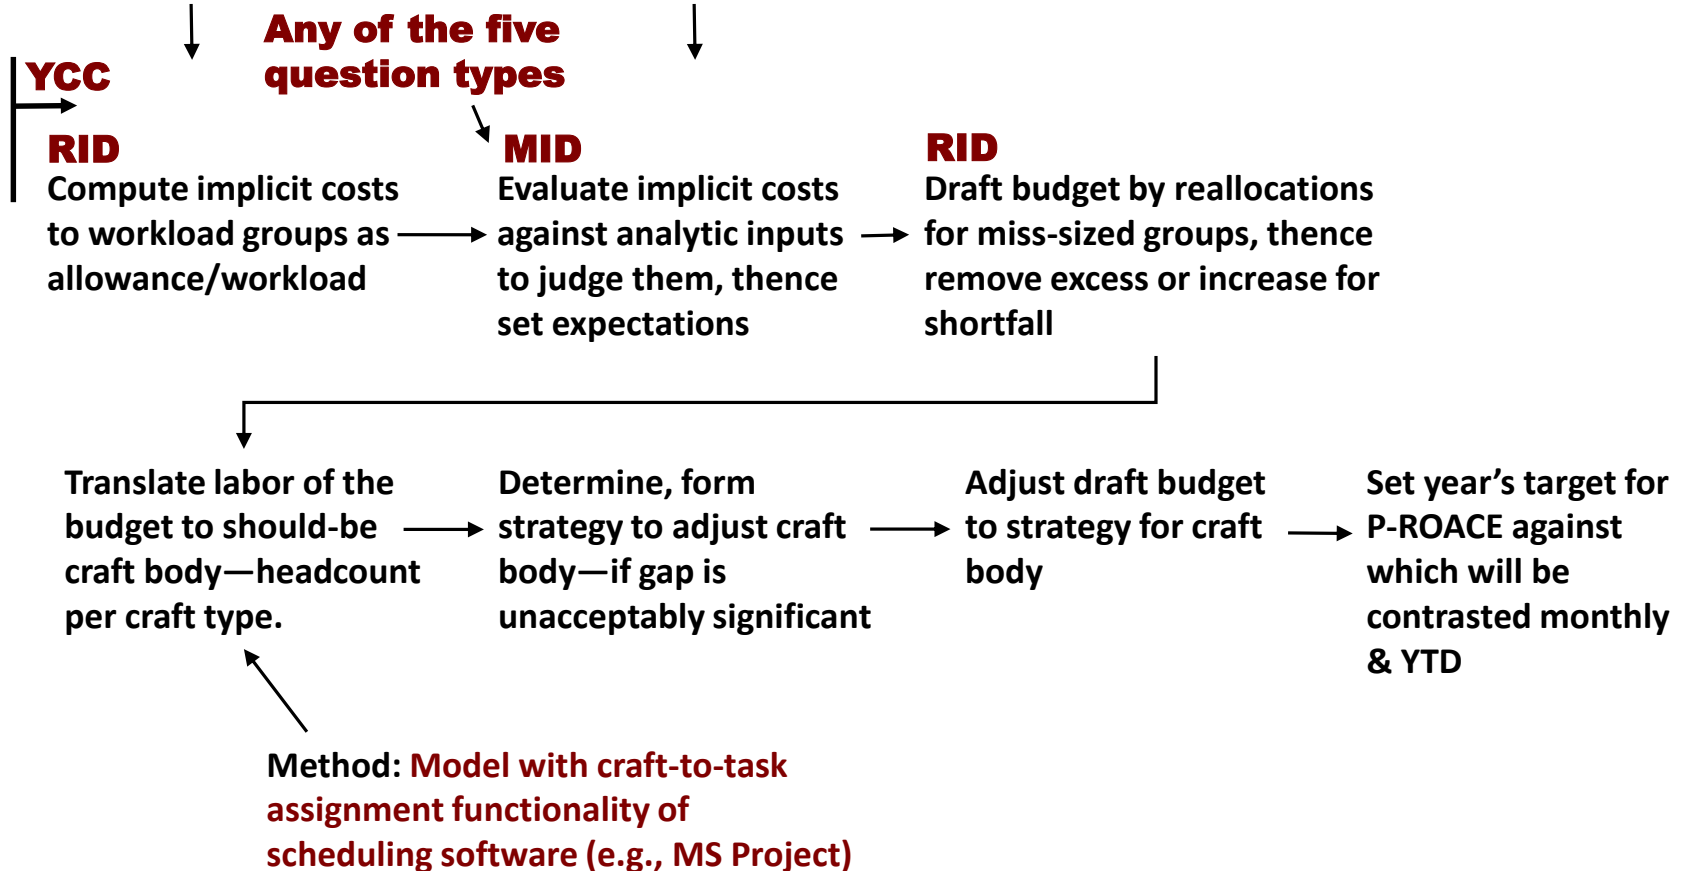 Any of the five
question types
YCC
RID
Compute implicit costs
to workload groups as
allowance/workload
MID
Evaluate implicit costs
against analytic inputs
to judge them, thence
set expectations
RID
Draft budget by reallocations
for miss-sized groups, thence
remove excess or increase for
shortfall
Translate labor of the
budget to should-be
craft body—headcount
per craft type.
Determine, form
strategy to adjust craft
body—if gap is
unacceptably significant
Adjust draft budget
to strategy for craft
body
Set year’s target for
P-ROACE against
which will be
contrasted monthly
& YTD
Method: Model with craft-to-task
assignment functionality of
scheduling software (e.g., MS Project)